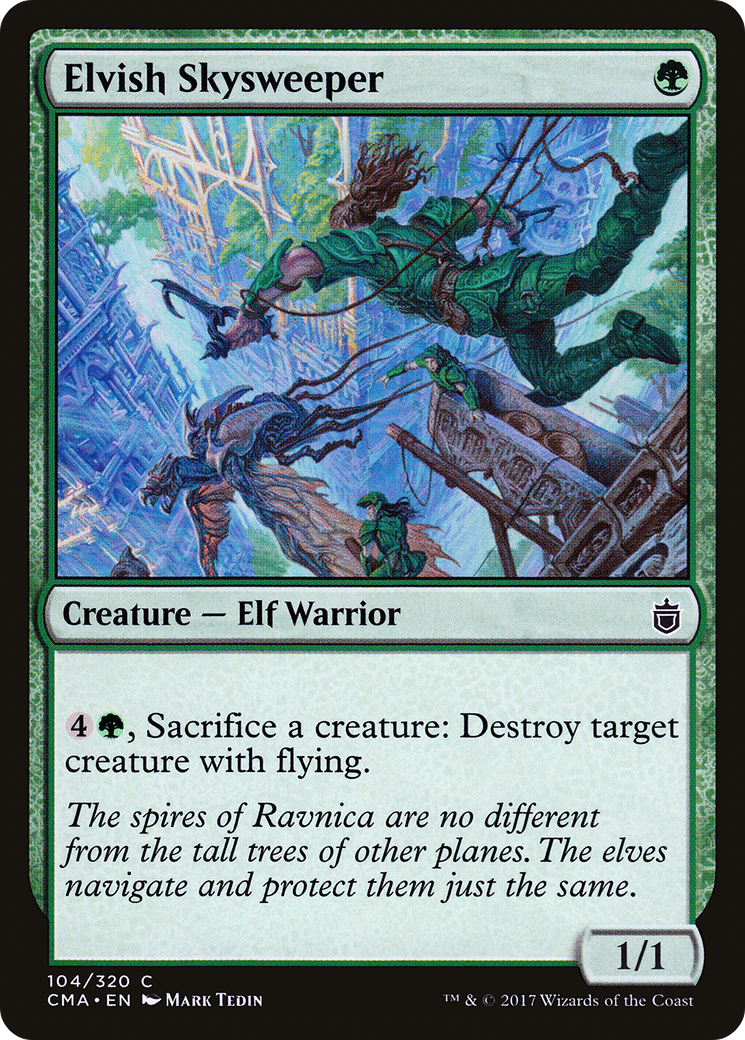 Elvish Skysweeper
Creature — Elf Warrior
4, Sacrifice a creature: Destroy target
creature with flying.
The spires of Ravnica are no different
from the tall trees of other planes. The elves
navigate and protect them just the same.
1/1
104/320 C
CMA • EN Mark Tedin
™ & © 2017 Wizards of the Coast